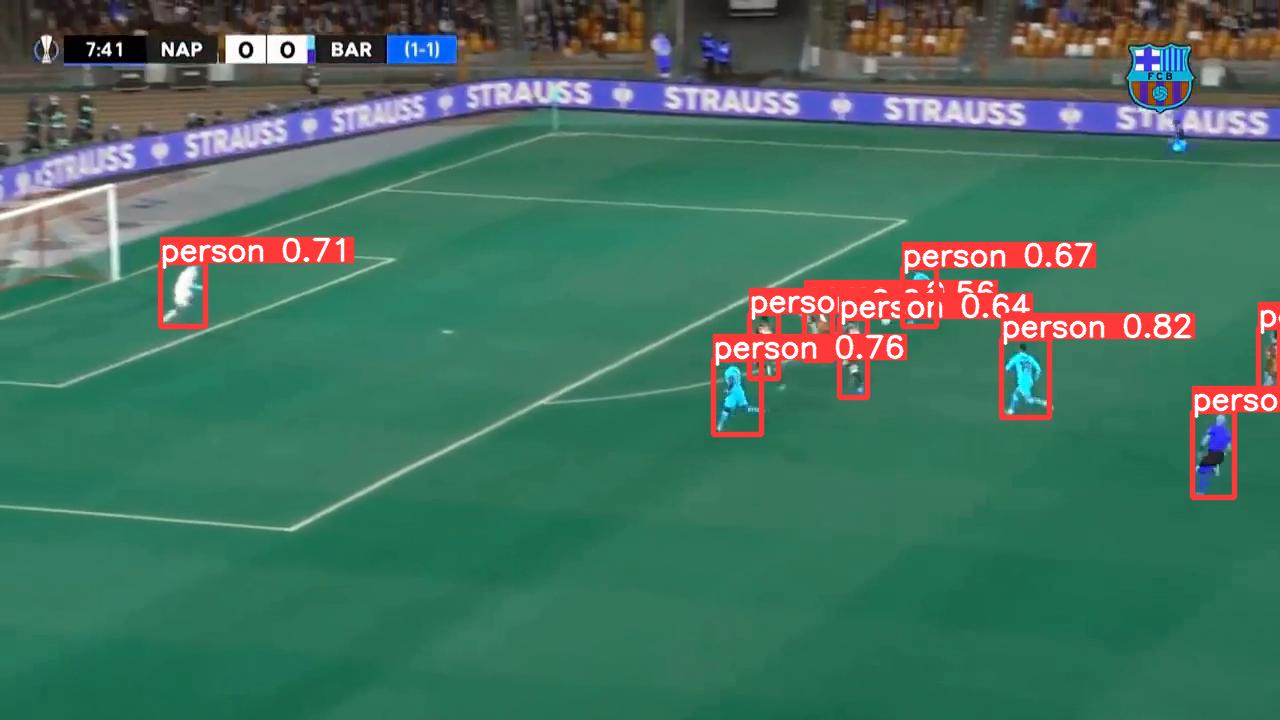 7:41 NAP 0 0 BAR (1-1)
FCB
STRAUSS STRAUSS STRAUSS STRAUSS STRAUSS STRAUSS STRAUSS
person 0.71
person 0.67
person 0.64
person 0.82
person 0.76